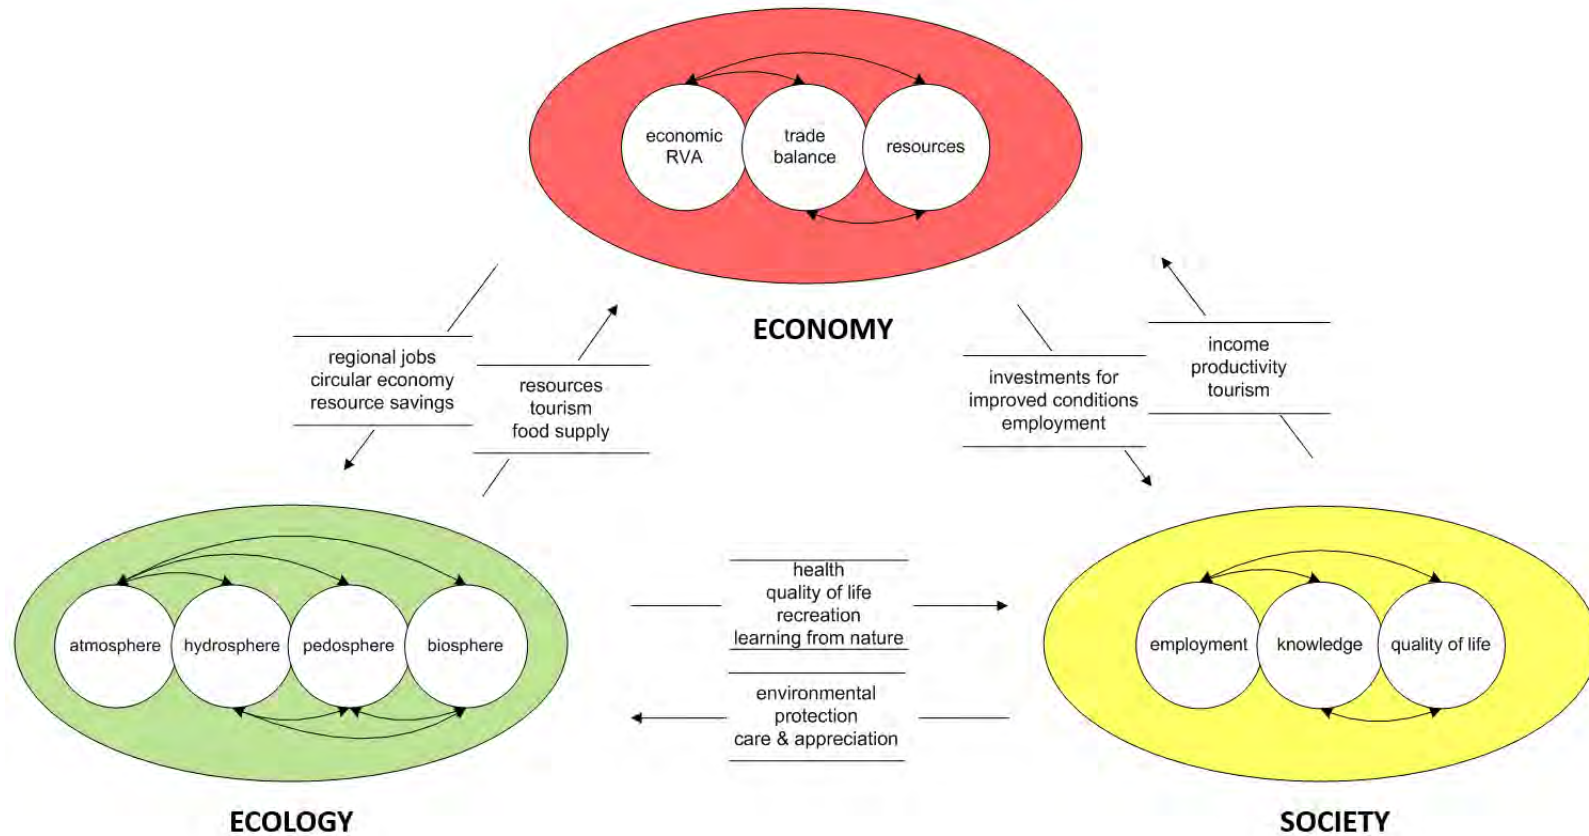 economic
RVA
trade
balance
resources
ECONOMY
regional jobs
circular economy
resource savings
resources
tourism
food supply
investments for
improved conditions
employment
income
productivity
tourism
atmosphere
hydrosphere
pedosphere
biosphere
ECOLOGY
health
quality of life
recreation
learning from nature
environmental
protection
care & appreciation
employment
knowledge
quality of life
SOCIETY